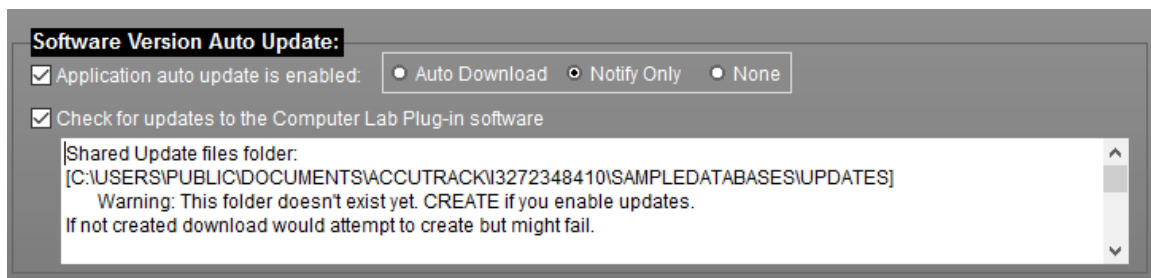 Software Version Auto Update:
Application auto update is enabled: Auto Download Notify Only None
Check for updates to the Computer Lab Plug-in software
Shared Update files folder:
[C:\USERS\PUBLIC\DOCUMENTS\ACCUTRACK\I3272348410\SAMPLEDATABASES\UPDATES]
Warning: This folder doesn't exist yet. CREATE if you enable updates.
If not created download would attempt to create but might fail.